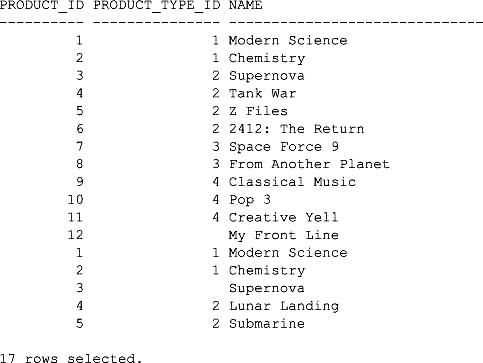 PRODUCT_ID PRODUCT_TYPE_ID NAME
---------- --------------- ------------------------------
         1               1 Modern Science
         2               1 Chemistry
         3               2 Supernova
         4               2 Tank War
         5               2 Z Files
         6               2 2412: The Return
         7               3 Space Force 9
         8               3 From Another Planet
         9               4 Classical Music
        10               4 Pop 3
        11               4 Creative Yell
        12                 My Front Line
         1               1 Modern Science
         2               1 Chemistry
         3                 Supernova
         4               2 Lunar Landing
         5               2 Submarine
17 rows selected.